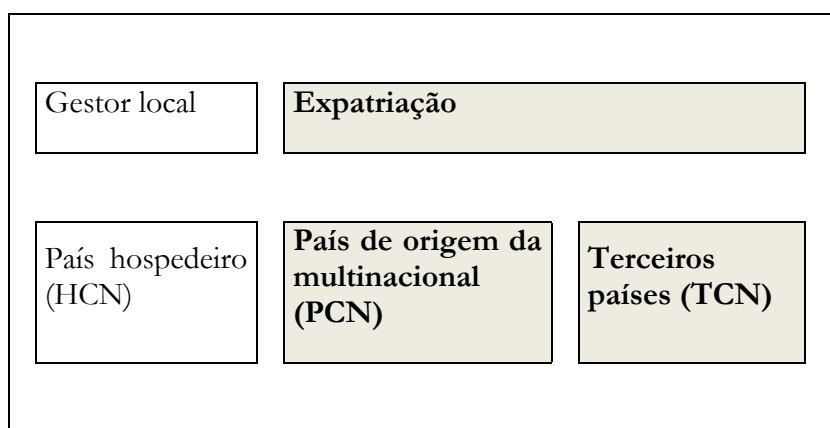 Gestor local
Expatriação
País hospedeiro
(HCN)
País de origem da
multinacional
(PCN)
Terceiros
países (TCN)